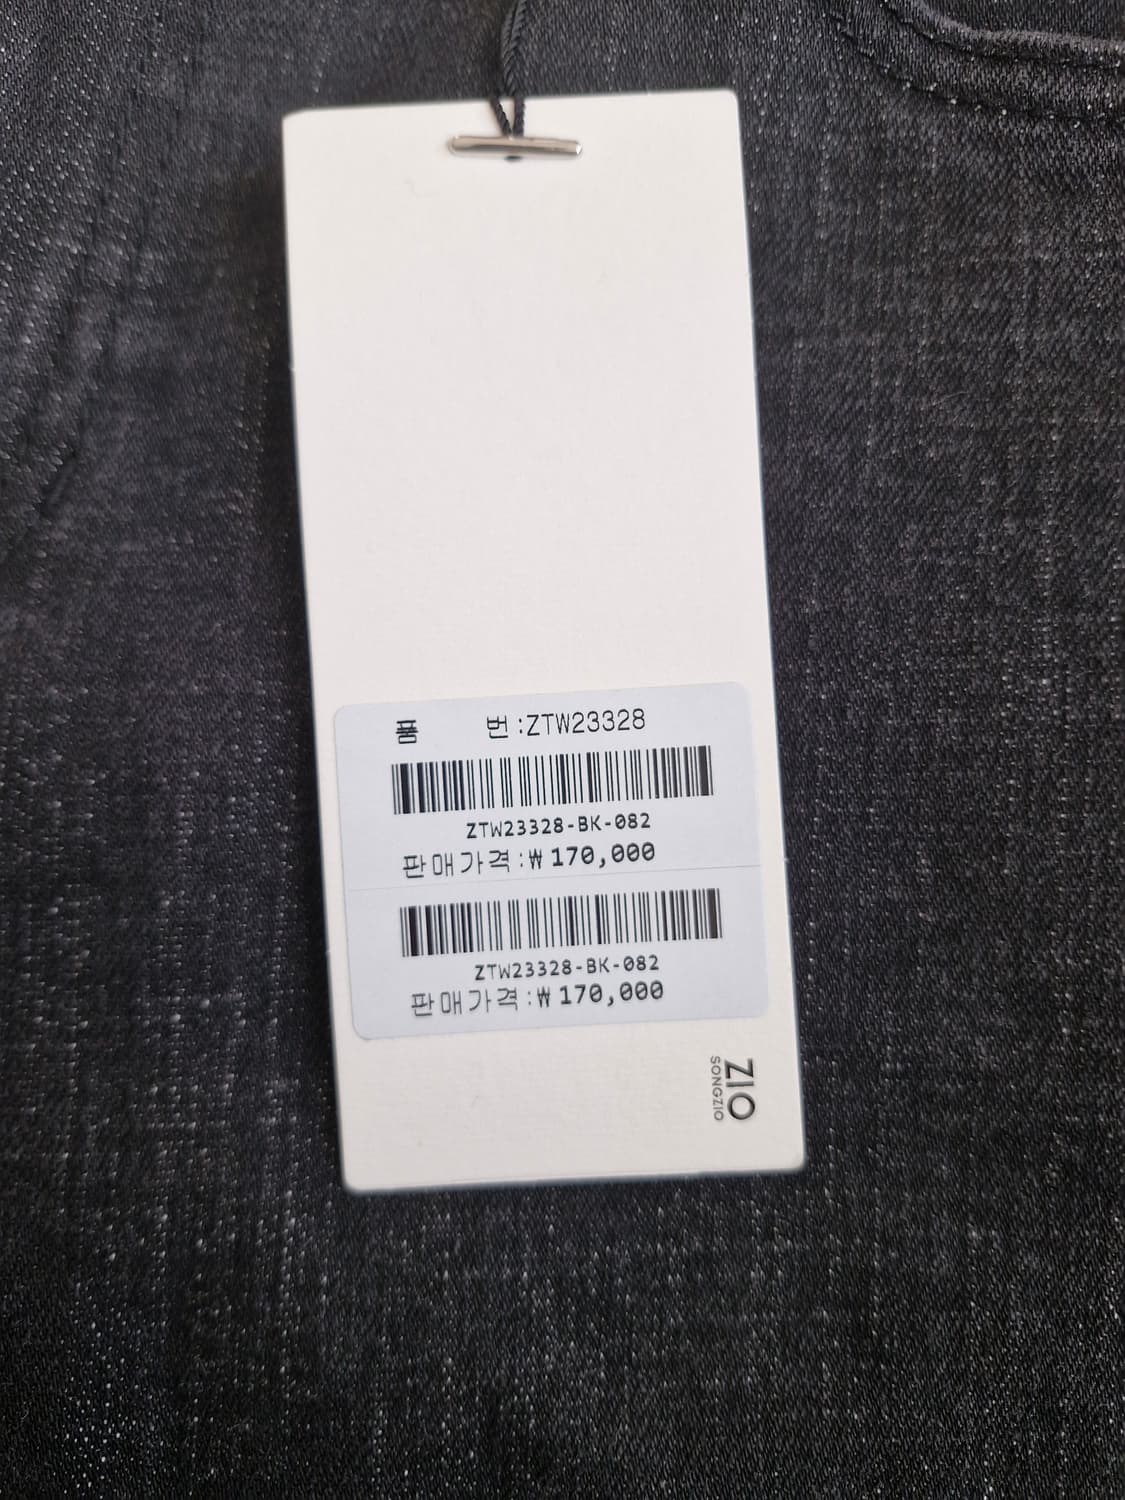 품 번 :ZTW23328
ZTW23328-BK-082
판매가격 :₩ 170,000
ZTW23328-BK-082
판매가격 :₩ 170,000
ZIO
SONGZIO